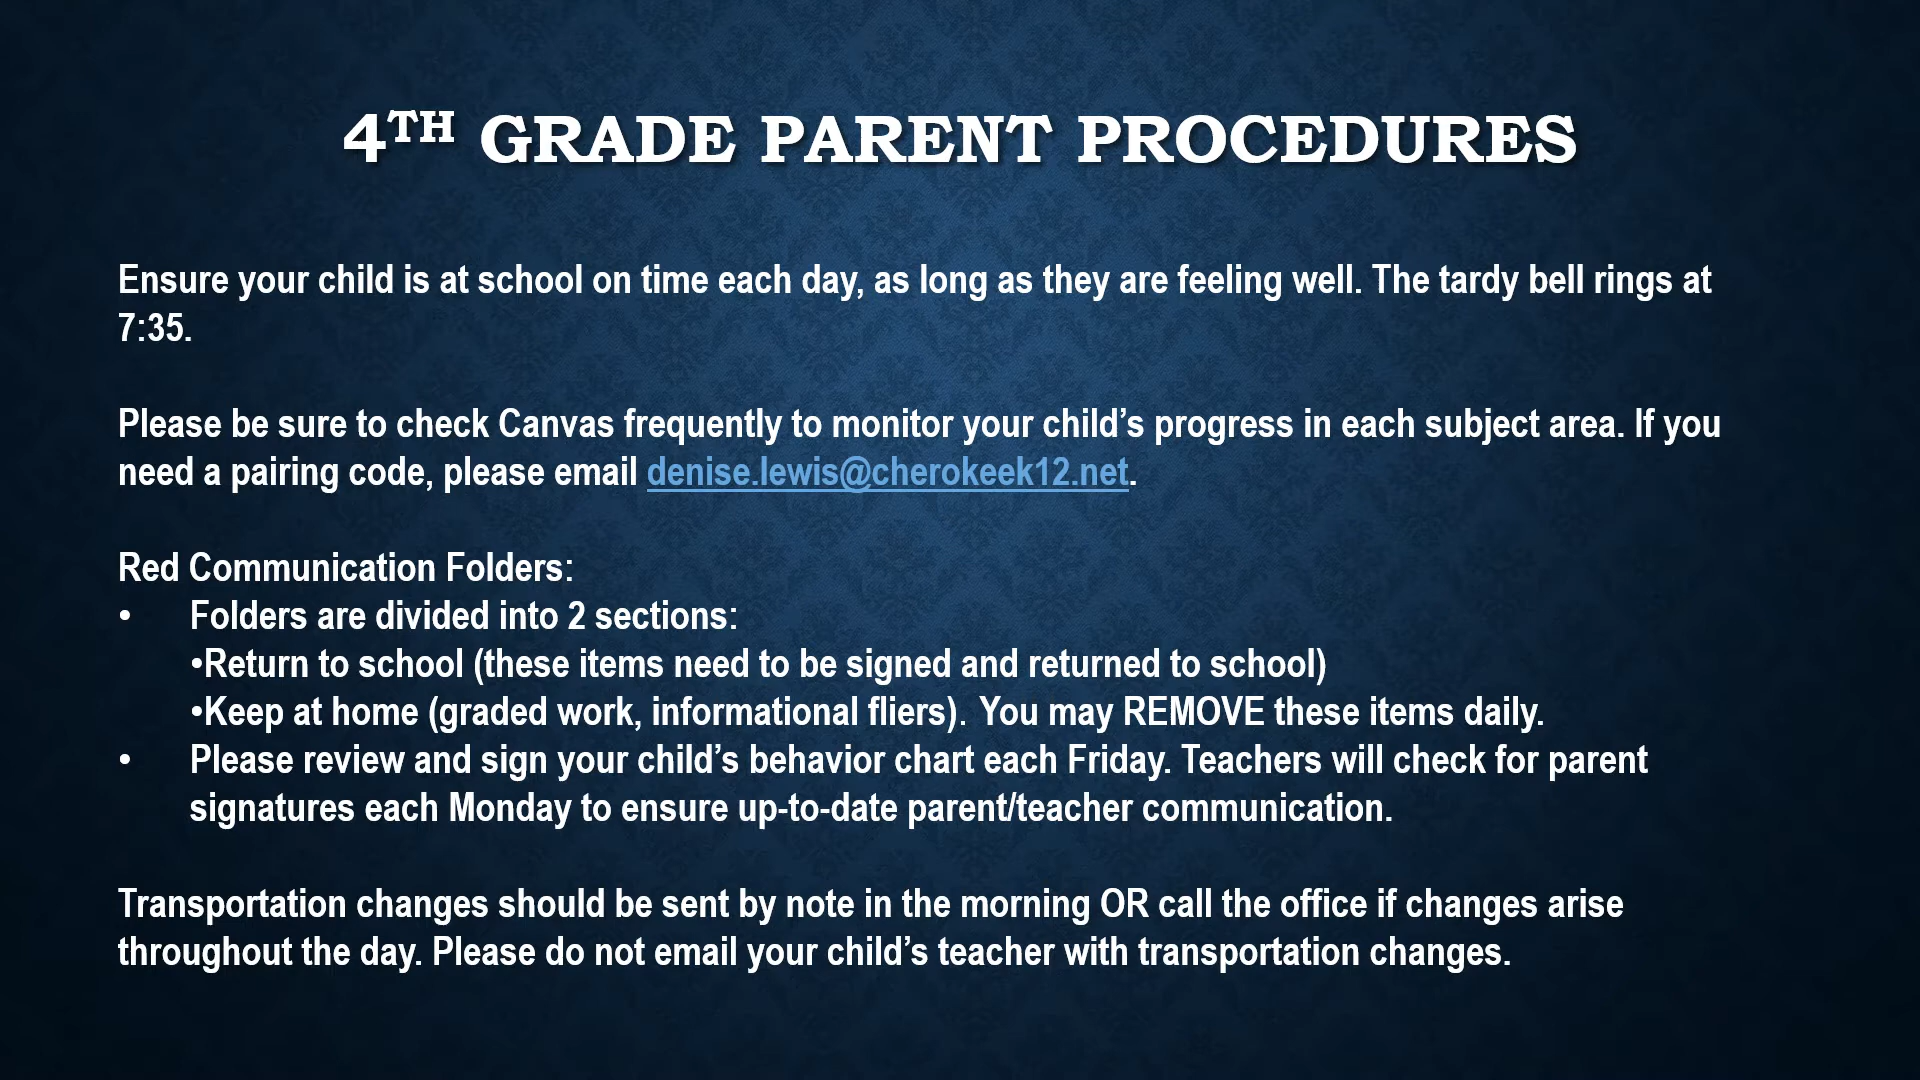 4TH GRADE PARENT PROCEDURES
Ensure your child is at school on time each day, as long as they are feeling well. The tardy bell rings at
7:35.
Please be sure to check Canvas frequently to monitor your child’s progress in each subject area. If you
need a pairing code, please email denise.lewis@cherokeek12.net.
Red Communication Folders:
• Folders are divided into 2 sections:
•Return to school (these items need to be signed and returned to school)
•Keep at home (graded work, informational fliers). You may REMOVE these items daily.
• Please review and sign your child’s behavior chart each Friday. Teachers will check for parent
signatures each Monday to ensure up-to-date parent/teacher communication.
Transportation changes should be sent by note in the morning OR call the office if changes arise
throughout the day. Please do not email your child’s teacher with transportation changes.